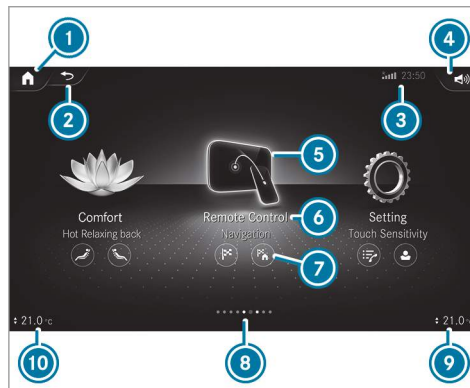 1
4
23:50
2
3
5
Comfort
Remote Control
6
Setting
Hot Relaxing back
Navigation
Touch Sensitivity
7
21.0 °C
21.0 °
10
8
9